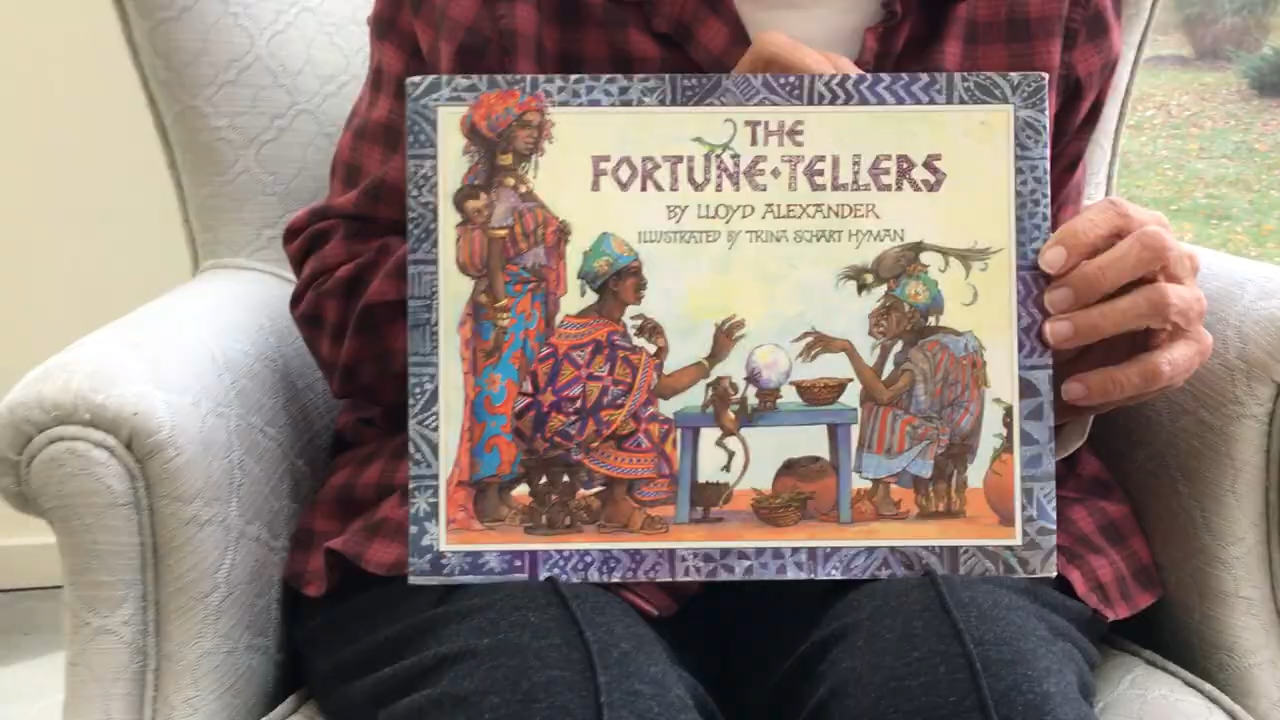 THE
FORTUNE·TELLERS
BY LLOYD ALEXANDER
ILLUSTRATED BY TRINA SCHART HYMAN